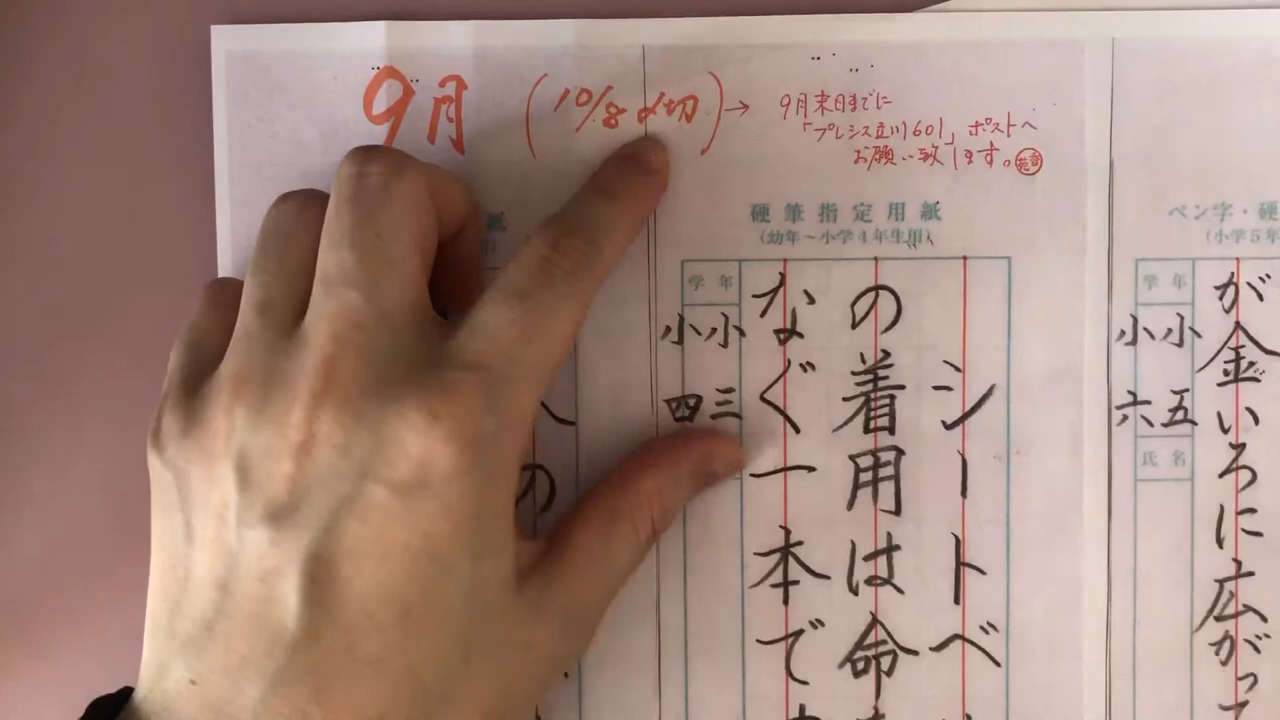 9月 (10/8〆切)→
9月末日までに
「プレシス立川601」ポストへ
お願い致します。
硬筆指定用紙
(幼年～小学4年生用)
学年
小三
小四
シートベ
の着用は命
なぐ一本で
ペン字・硬
(小学5年
学年
小五
小六
氏名
が金いろに広がって
紙
の